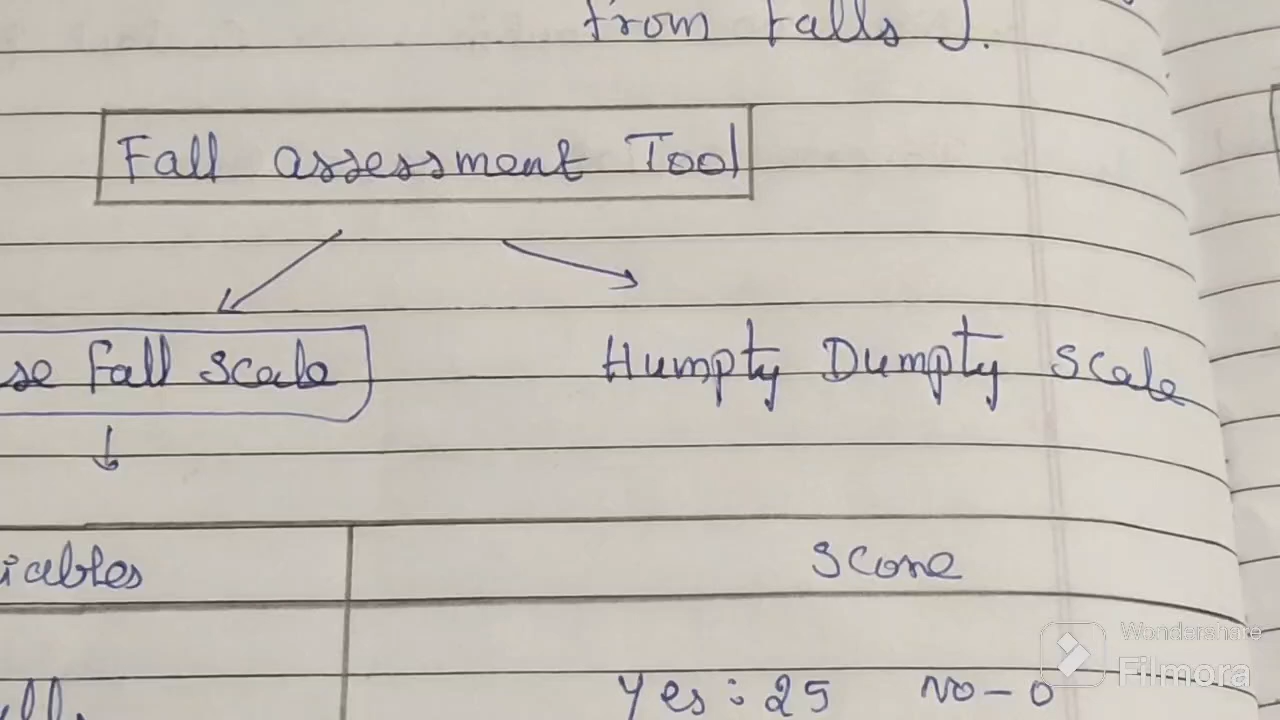 from Falls J.
Fall assessment Tool
se Fall Scale Humpty Dumpty Scale
iables Score
Yes : 25 NO - 0
Wondershare
Filmora